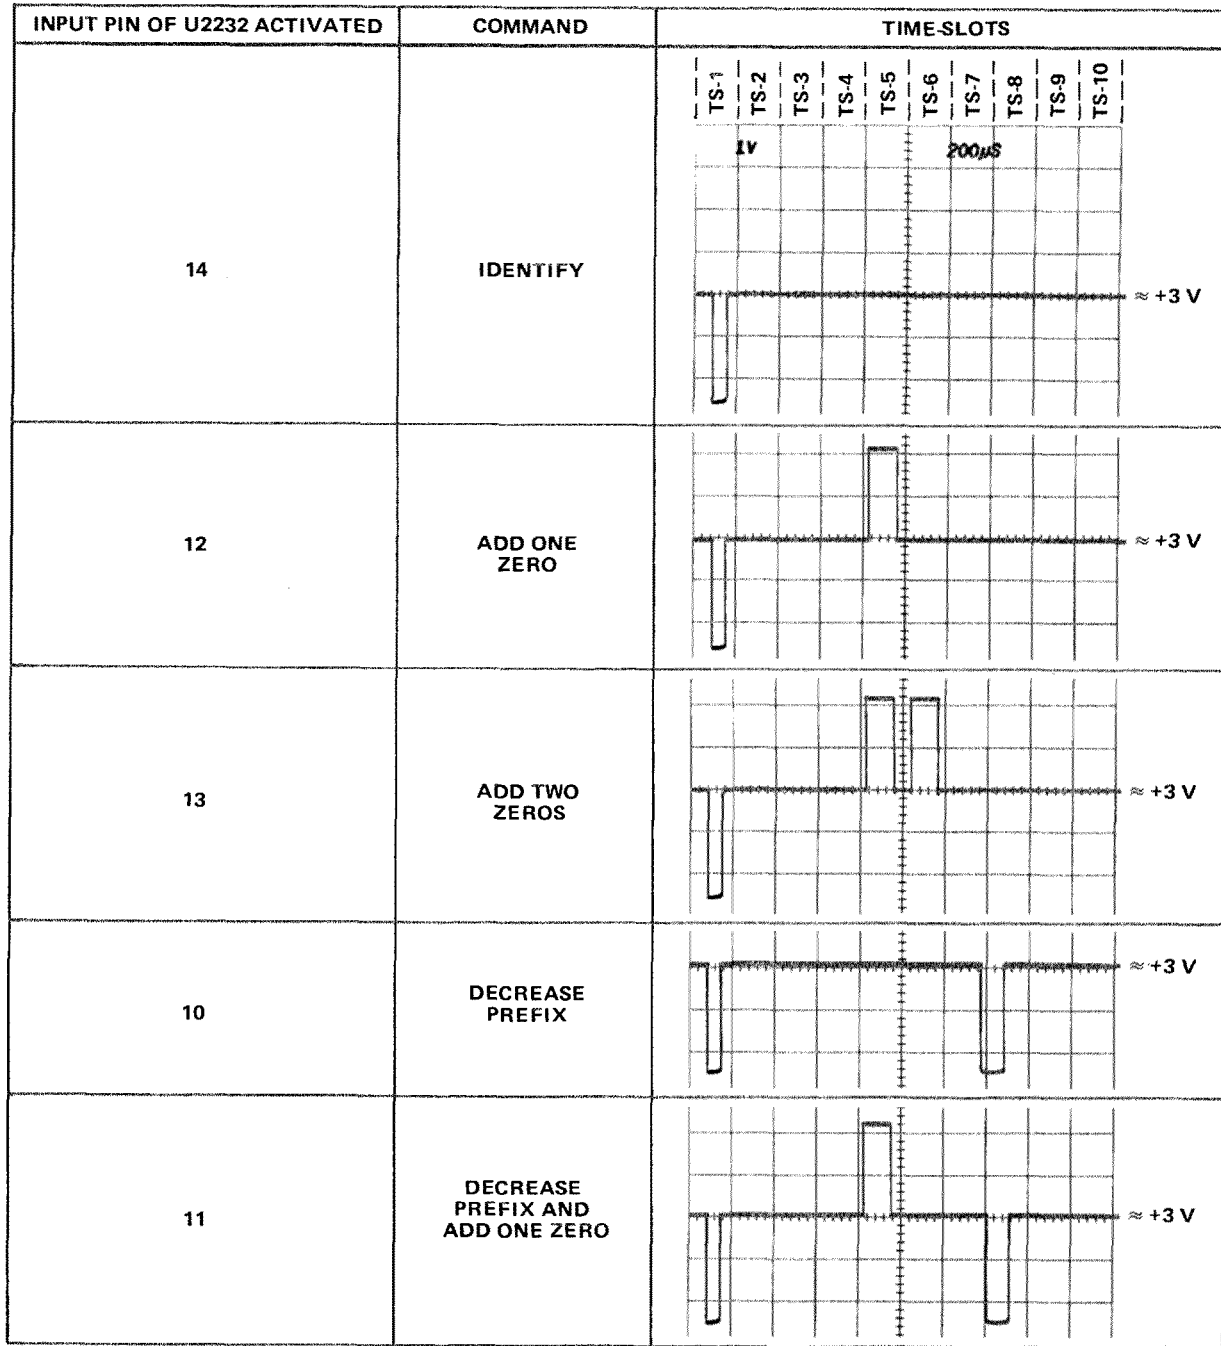 INPUT PIN OF U2232 ACTIVATED
COMMAND
TIME-SLOTS
TS-1
TS-2
TS-3
TS-4
TS-5
TS-6
TS-7
TS-8
TS-9
TS-10
1V
200µS
14
IDENTIFY
≈ +3 V
12
ADD ONE
ZERO
≈ +3 V
13
ADD TWO
ZEROS
≈ +3 V
10
DECREASE
PREFIX
≈ +3 V
11
DECREASE
PREFIX AND
ADD ONE ZERO
≈ +3 V